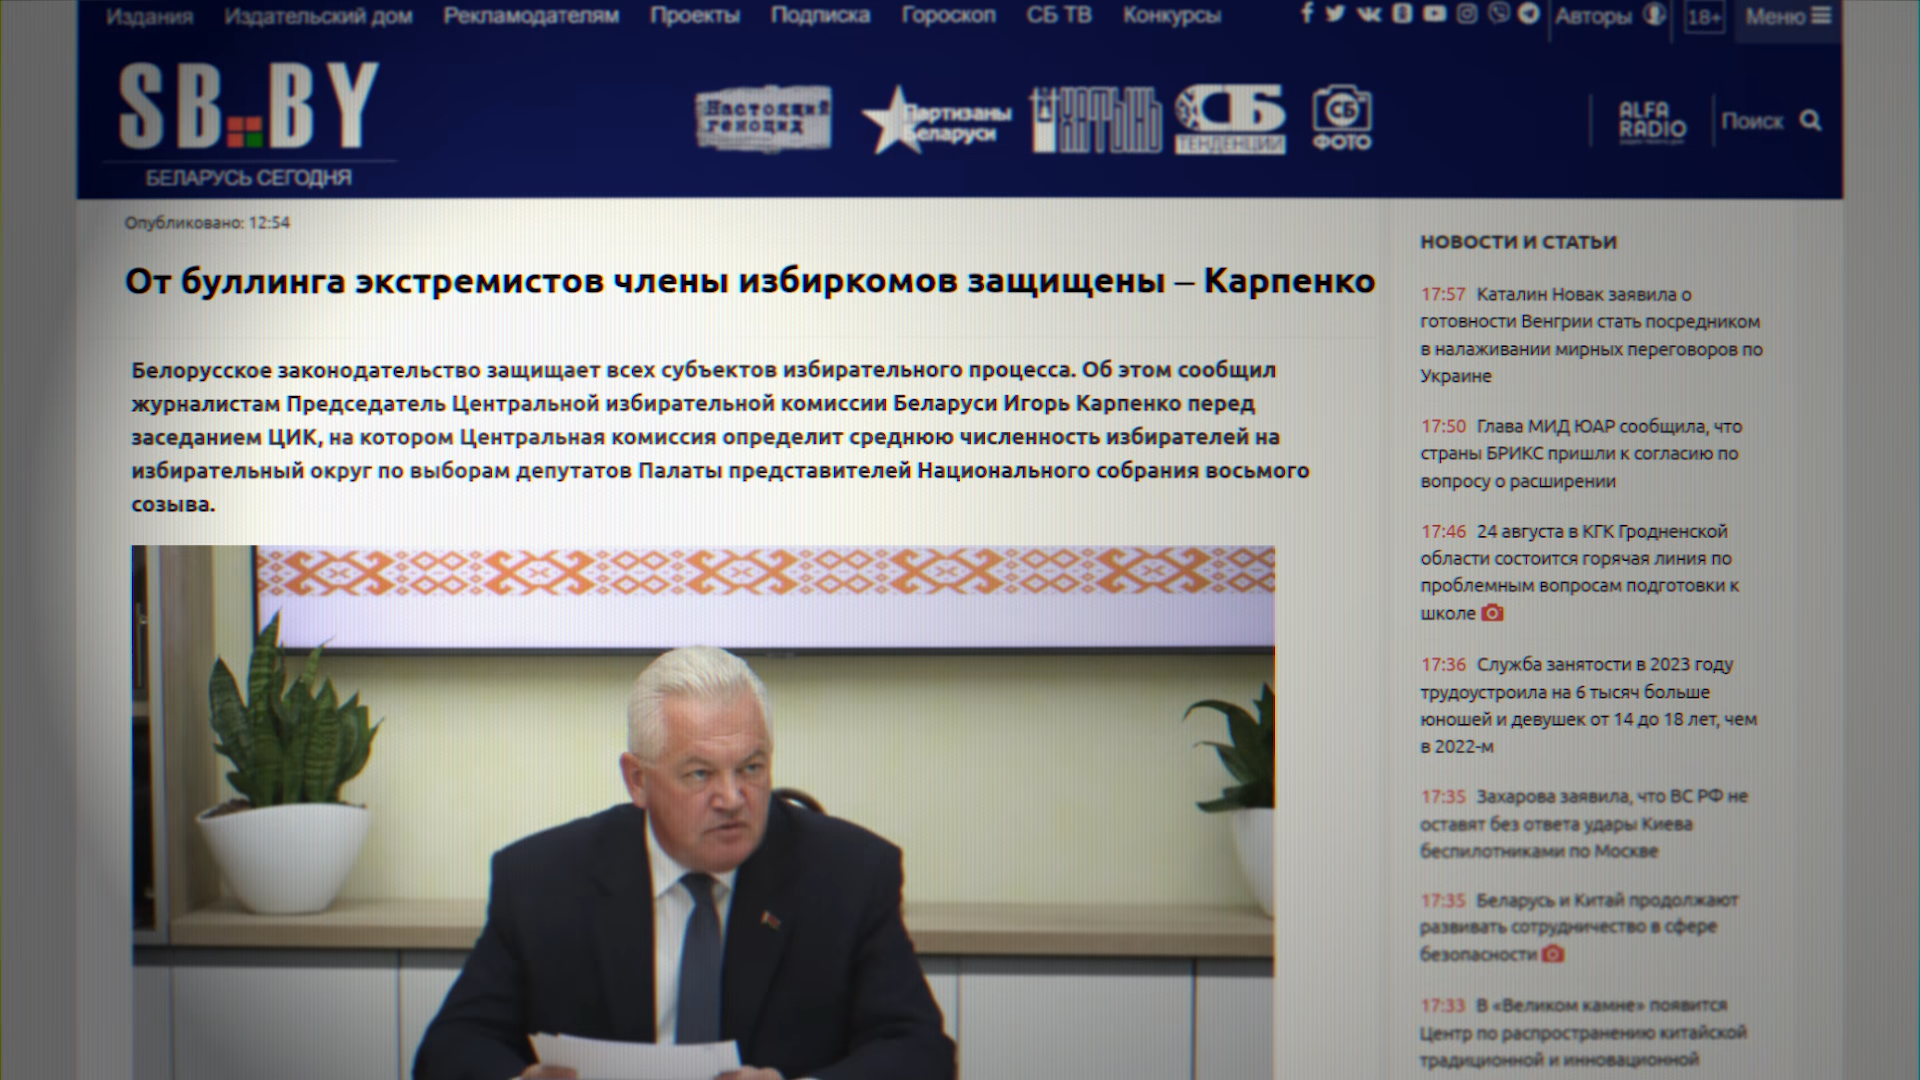 Издания Издательский дом Рекламодателям Проекты Подписка Гороскоп СБ ТВ Конкурсы Авторы 18+ Меню
SB.BY
БЕЛАРУСЬ СЕГОДНЯ
Настоящий
геноцид
Партизаны
Беларуси
ХАТЫНЬ
СБ
ТЕНДЕНЦИИ
СБ
ФОТО
ALFA
RADIO
Поиск
Опубликовано: 12:54
От буллинга экстремистов члены избиркомов защищены – Карпенко
Белорусское законодательство защищает всех субъектов избирательного процесса. Об этом сообщил
журналистам Председатель Центральной избирательной комиссии Беларуси Игорь Карпенко перед
заседанием ЦИК, на котором Центральная комиссия определит среднюю численность избирателей на
избирательный округ по выборам депутатов Палаты представителей Национального собрания восьмого
созыва.
НОВОСТИ И СТАТЬИ
17:57 Каталин Новак заявила о
готовности Венгрии стать посредником
в налаживании мирных переговоров по
Украине
17:50 Глава МИД ЮАР сообщила, что
страны БРИКС пришли к согласию по
вопросу о расширении
17:46 24 августа в КГК Гродненской
области состоится горячая линия по
проблемным вопросам подготовки к
школе
17:36 Служба занятости в 2023 году
трудоустроила на 6 тысяч больше
юношей и девушек от 14 до 18 лет, чем
в 2022-м
17:35 Захарова заявила, что ВС РФ не
оставят без ответа удары Киева
беспилотниками по Москве
17:35 Беларусь и Китай продолжают
развивать сотрудничество в сфере
безопасности
17:33 В «Великом камне» появится
Центр по распространению китайской
традиционной и инновационной